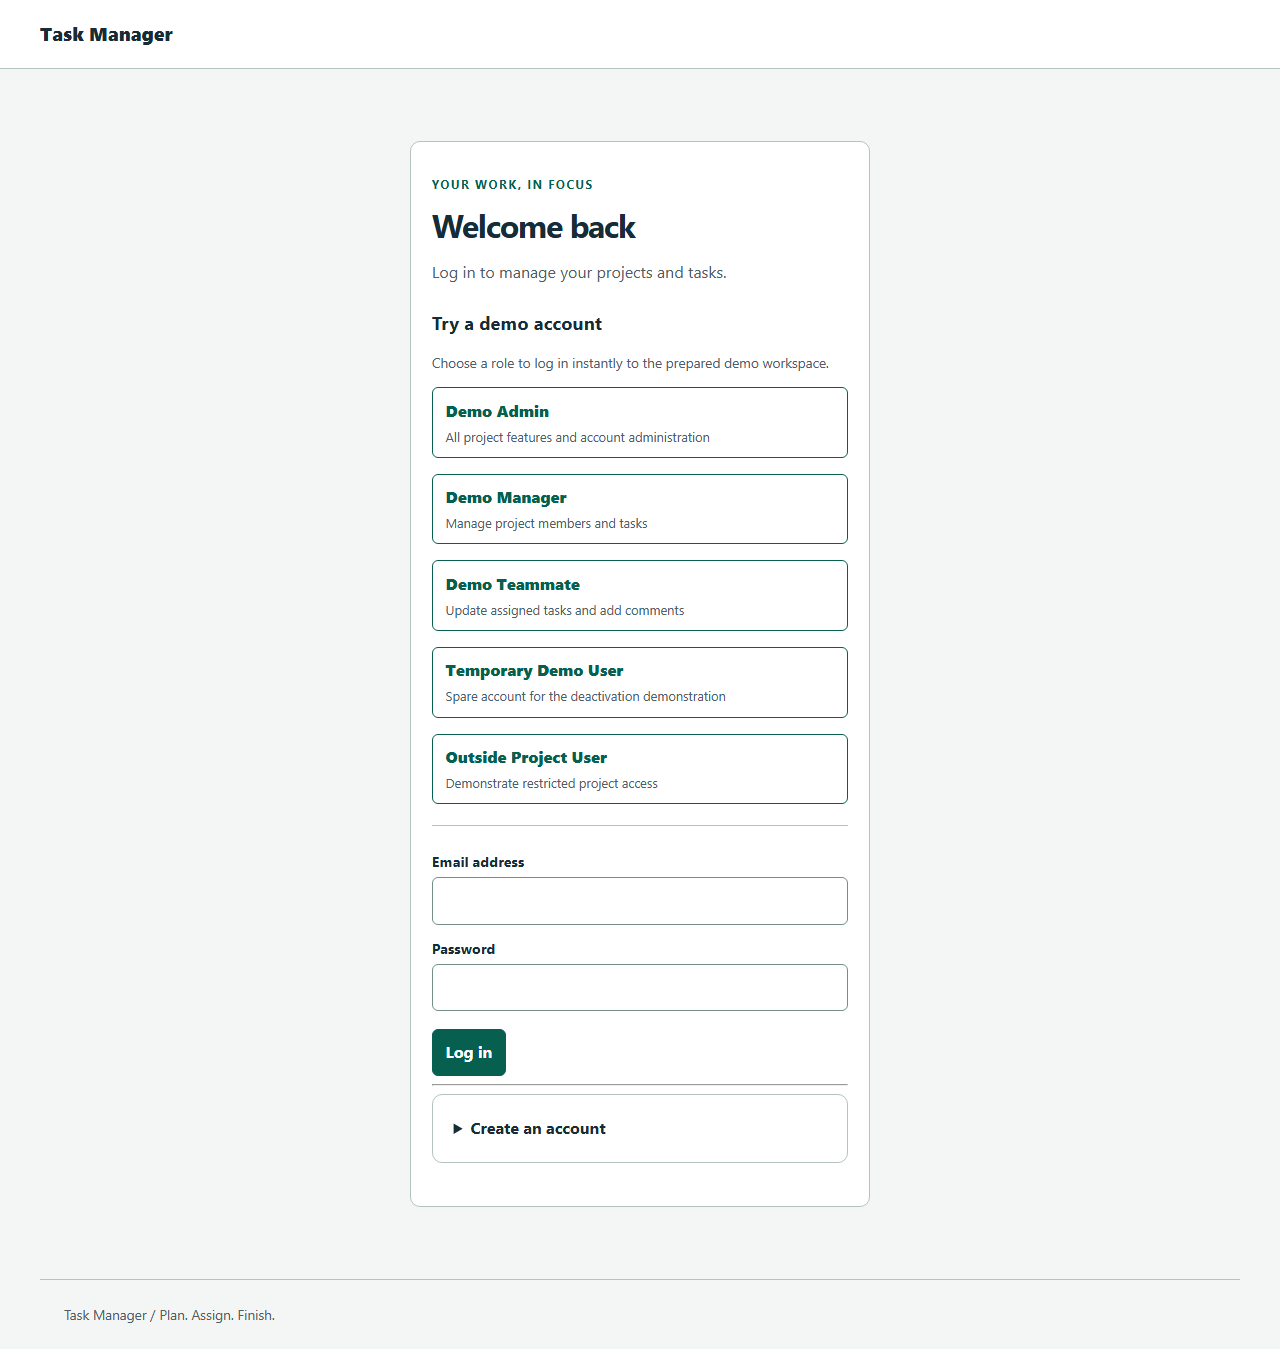 Task Manager
YOUR WORK, IN FOCUS
Welcome back
Log in to manage your projects and tasks.
Try a demo account
Choose a role to log in instantly to the prepared demo workspace.
Demo Admin
All project features and account administration
Demo Manager
Manage project members and tasks
Demo Teammate
Update assigned tasks and add comments
Temporary Demo User
Spare account for the deactivation demonstration
Outside Project User
Demonstrate restricted project access
Email address
Password
Log in
Create an account
Task Manager / Plan. Assign. Finish.